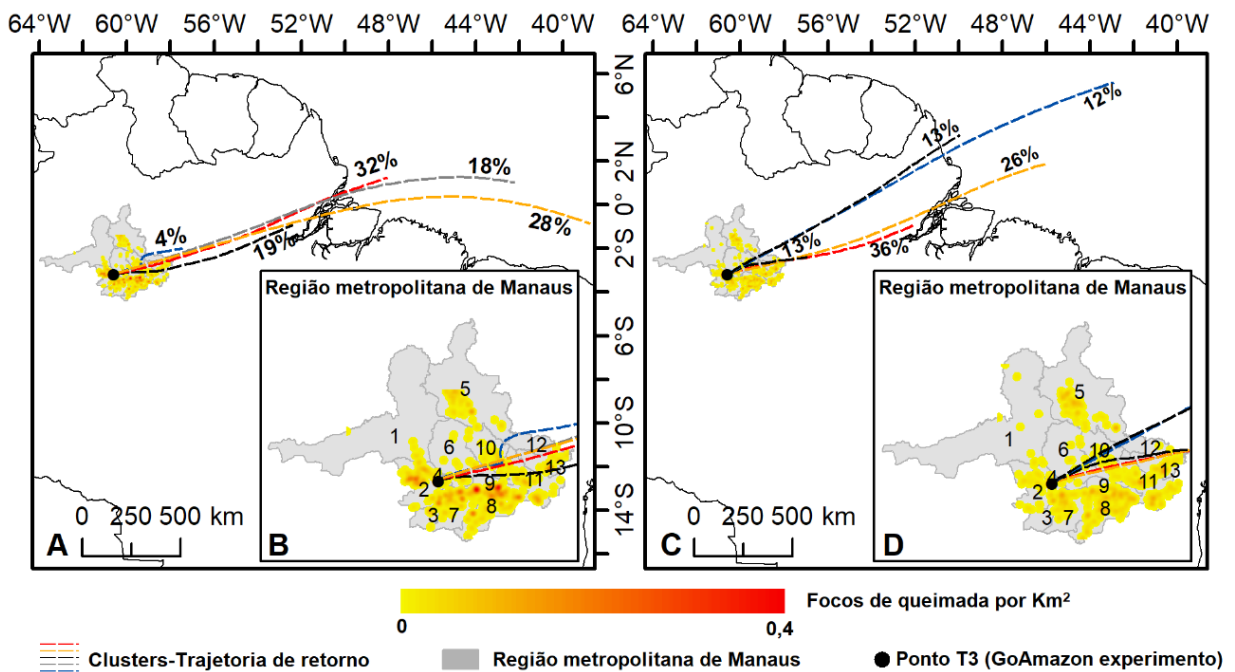 64°W 60°W 56°W 52°W 48°W 44°W 40°W
64°W 60°W 56°W 52°W 48°W 44°W 40°W
6°N
2°N
0°
2°S
6°S
10°S
14°S
32%
18%
28%
19%
4%
12%
13%
26%
13%
36%
Região metropolitana de Manaus
1
2
3
4
5
6
7
8
9
10
11
12
13
0 250 500 km
A
B
Região metropolitana de Manaus
1
2
3
4
5
6
7
8
9
10
11
12
13
0 250 500 km
C
D
0
0,4
Focos de queimada por Km²
Clusters-Trajetoria de retorno
Região metropolitana de Manaus
Ponto T3 (GoAmazon experimento)